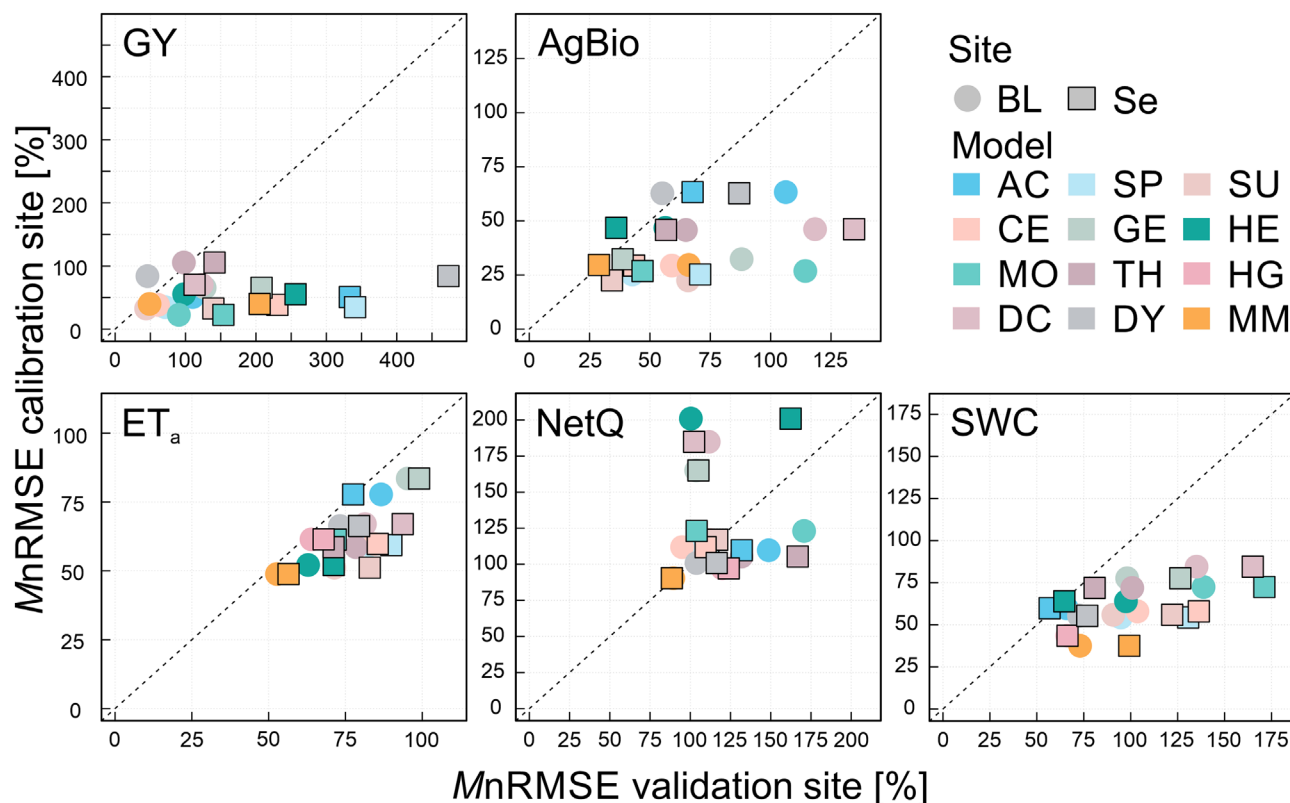 GY
400
300
200
100
0
0
100
200
300
400
AgBio
125
100
75
50
25
0
0
25
50
75
100
125
Site
BL
Se
Model
AC
SP
SU
CE
GE
HE
MO
TH
HG
DC
DY
MM
ETa
100
75
50
25
0
0
50
75
100
NetQ
200
175
150
125
100
75
50
25
0
0
25
50
75
100
125
150
175
200
SWC
175
150
125
100
75
50
25
0
0
25
50
75
100
125
150
175
MnRMSE calibration site [%]
MnRMSE validation site [%]